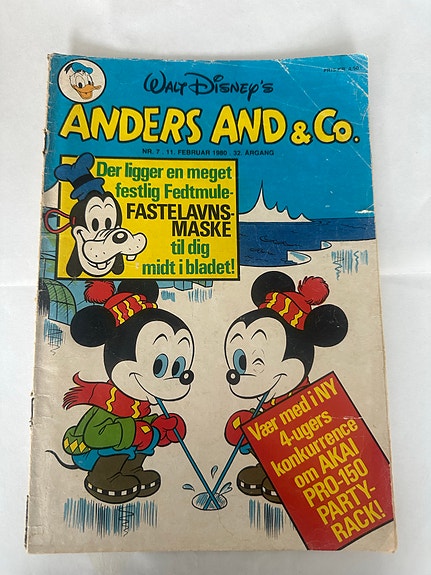 WALT DISNEY'S
ANDERS AND & Co.
NR. 7 . 11. FEBRUAR 1980 . 32. ÅRGANG
Der ligger en meget
festlig Fedtmule-
FASTELAVNS-
MASKE
til dig
midt i bladet!
Vær med i NY
4-ugers
konkurrence
om AKAI
PRO-150
PARTY-
RACK!